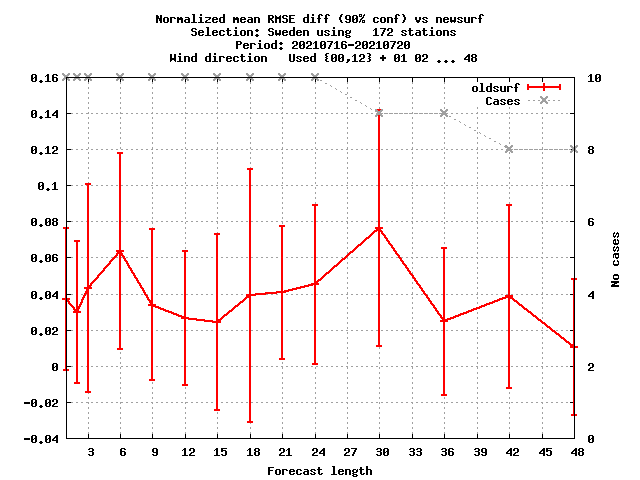 Normalized mean RMSE diff (90% conf) vs newsurf
Selection: Sweden using   172 stations
Period: 20210716-20210720
Wind direction   Used {00,12} + 01 02 ... 48
oldsurf
Cases
0.16
0.14
0.12
0.1
0.08
0.06
0.04
0.02
0
-0.02
-0.04
10
8
6
4
2
0
No cases
3 6 9 12 15 18 21 24 27 30 33 36 39 42 45 48
Forecast length